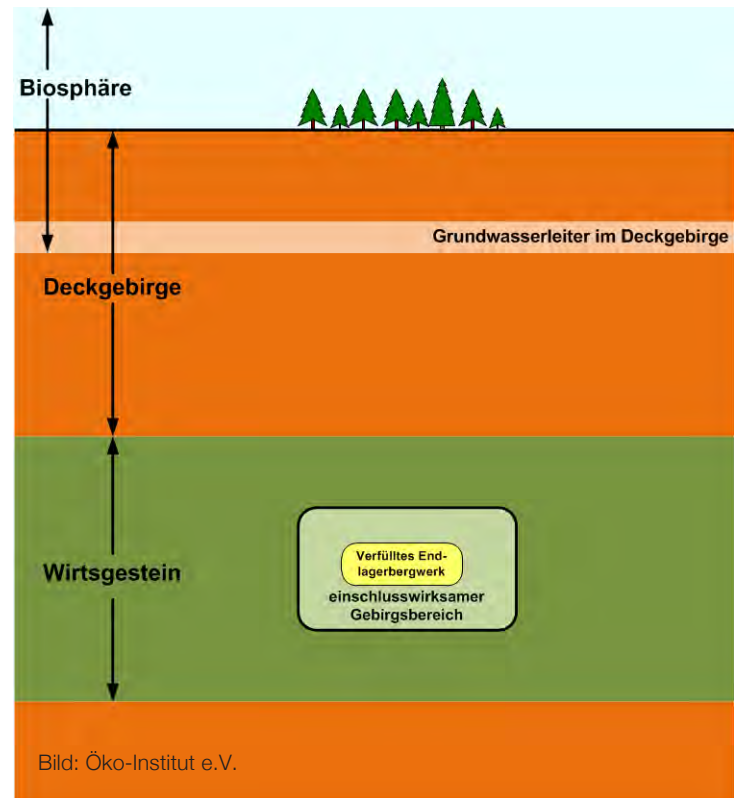 Biosphäre
Grundwasserleiter im Deckgebirge
Deckgebirge
Verfülltes End-
lagerbergwerk
einschlusswirksamer
Gebirgsbereich
Wirtsgestein
Bild: Öko-Institut e.V.